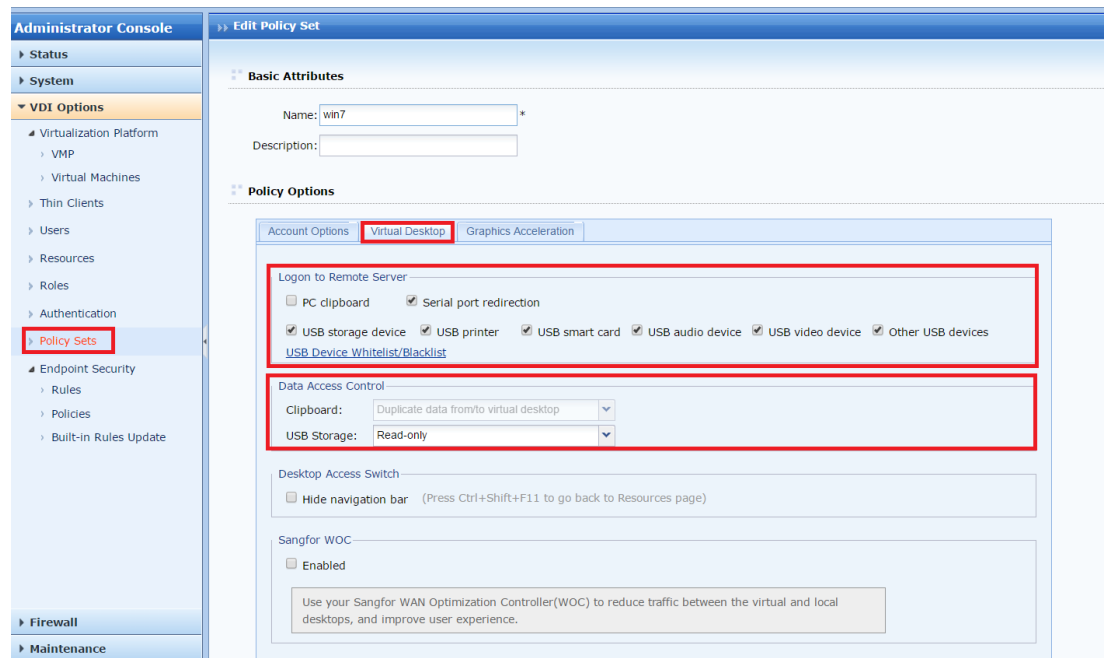 Administrator Console
Status
System
VDI Options
Virtualization Platform
VMP
Virtual Machines
Thin Clients
Users
Resources
Roles
Authentication
Policy Sets
Endpoint Security
Rules
Policies
Built-in Rules Update
Firewall
Maintenance
Edit Policy Set
Basic Attributes
Name: win7 *
Description:
Policy Options
Account Options Virtual Desktop Graphics Acceleration
Logon to Remote Server
PC clipboard Serial port redirection
USB storage device USB printer USB smart card USB audio device USB video device Other USB devices
USB Device Whitelist/Blacklist
Data Access Control
Clipboard: Duplicate data from/to virtual desktop
USB Storage: Read-only
Desktop Access Switch
Hide navigation bar (Press Ctrl+Shift+F11 to go back to Resources page)
Sangfor WOC
Enabled
Use your Sangfor WAN Optimization Controller(WOC) to reduce traffic between the virtual and local
desktops, and improve user experience.